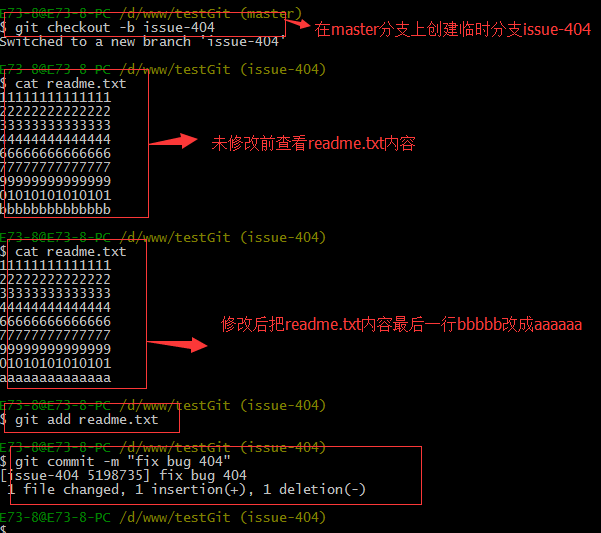 E73-8@E73-8-PC /d/www/testGit (master)
$ git checkout -b issue-404
在master分支上创建临时分支issue-404
Switched to a new branch 'issue-404'
E73-8@E73-8-PC /d/www/testGit (issue-404)
$ cat readme.txt
11111111111111
22222222222222
33333333333333
44444444444444
未修改前查看readme.txt内容
66666666666666
77777777777777
99999999999999
01010101010101
bbbbbbbbbbbbbb
E73-8@E73-8-PC /d/www/testGit (issue-404)
$ cat readme.txt
11111111111111
22222222222222
33333333333333
44444444444444
66666666666666
修改后把readme.txt内容最后一行bbbbb改成aaaaaa
77777777777777
99999999999999
01010101010101
aaaaaaaaaaaaaa
E73-8@E73-8-PC /d/www/testGit (issue-404)
$ git add readme.txt
E73-8@E73-8-PC /d/www/testGit (issue-404)
$ git commit -m "fix bug 404"
[issue-404 5198735] fix bug 404
1 file changed, 1 insertion(+), 1 deletion(-)
E73-8@E73-8-PC /d/www/testGit (issue-404)
$